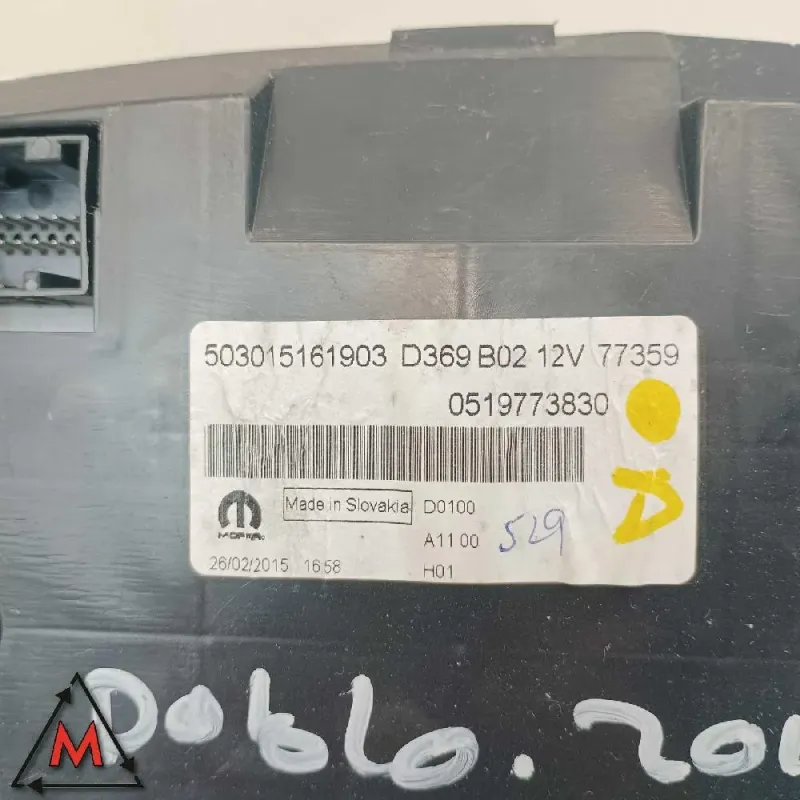 503015161903 D369 B02 12V 77359
0519773830
D
Made in Slovakia D0100
MOPAR
A11 00 529
26/02/2015 16:58 H01
Doblo.
M